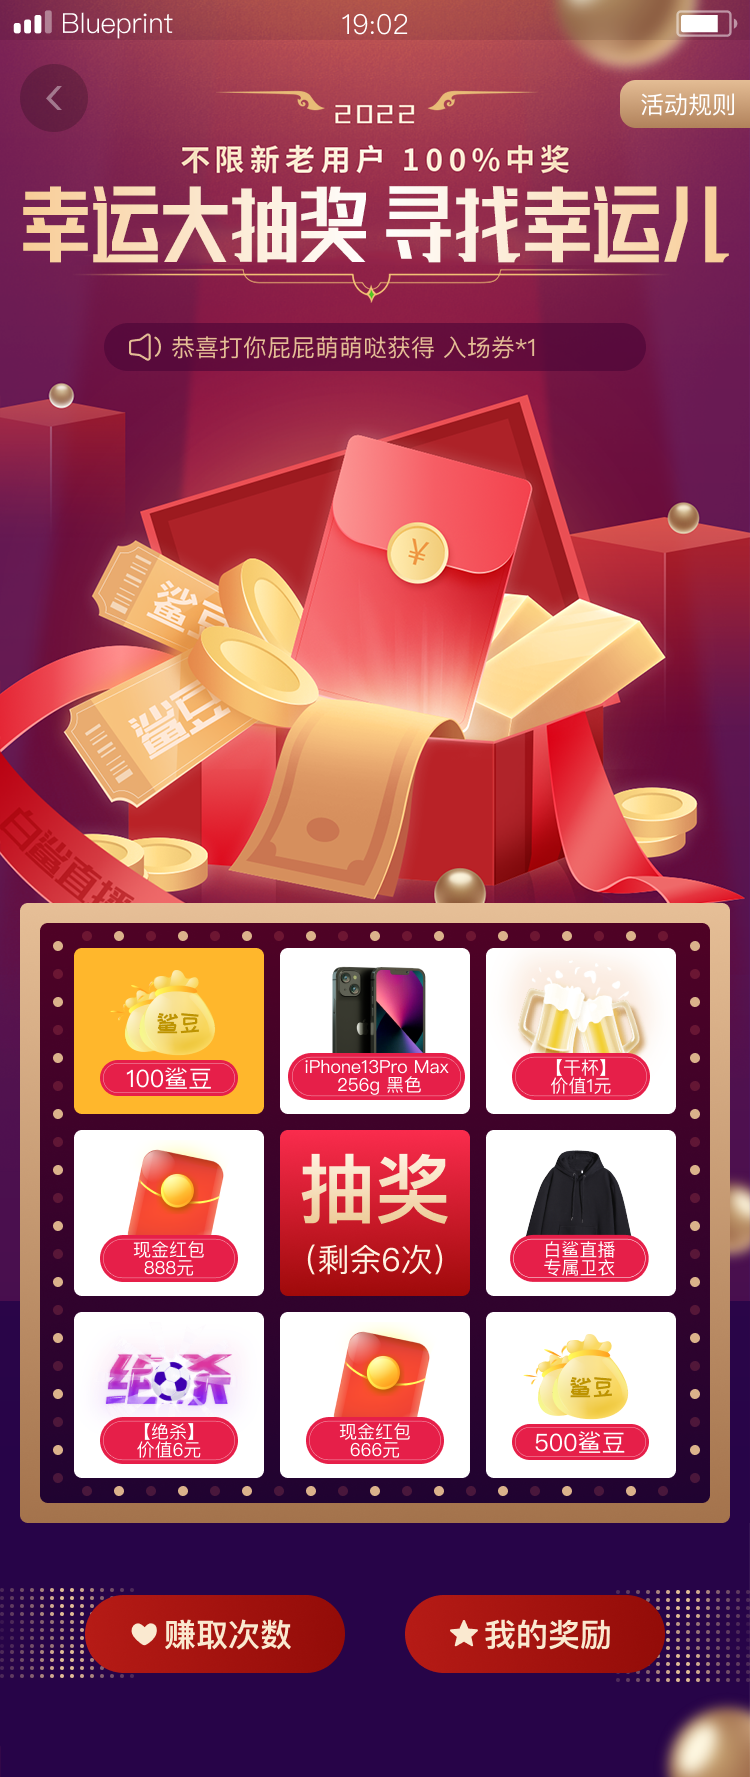 Blueprint
19:02
活动规则
2022
不限新老用户 100%中奖
幸运大抽奖 寻找幸运儿
恭喜打你屁屁萌萌哒获得 入场券*1
¥
鲨豆
鲨豆
白鲨直播
鲨豆
100鲨豆
iPhone13Pro Max
256g 黑色
【干杯】
价值1元
现金红包
888元
抽奖
(剩余6次)
白鲨直播
专属卫衣
绝杀
【绝杀】
价值6元
现金红包
666元
鲨豆
500鲨豆
赚取次数
我的奖励